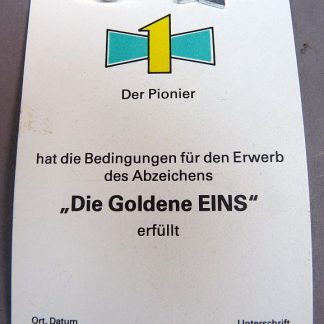 1
Der Pionier
hat die Bedingungen für den Erwerb
des Abzeichens
„Die Goldene EINS“
erfüllt
Ort, Datum Unterschrift